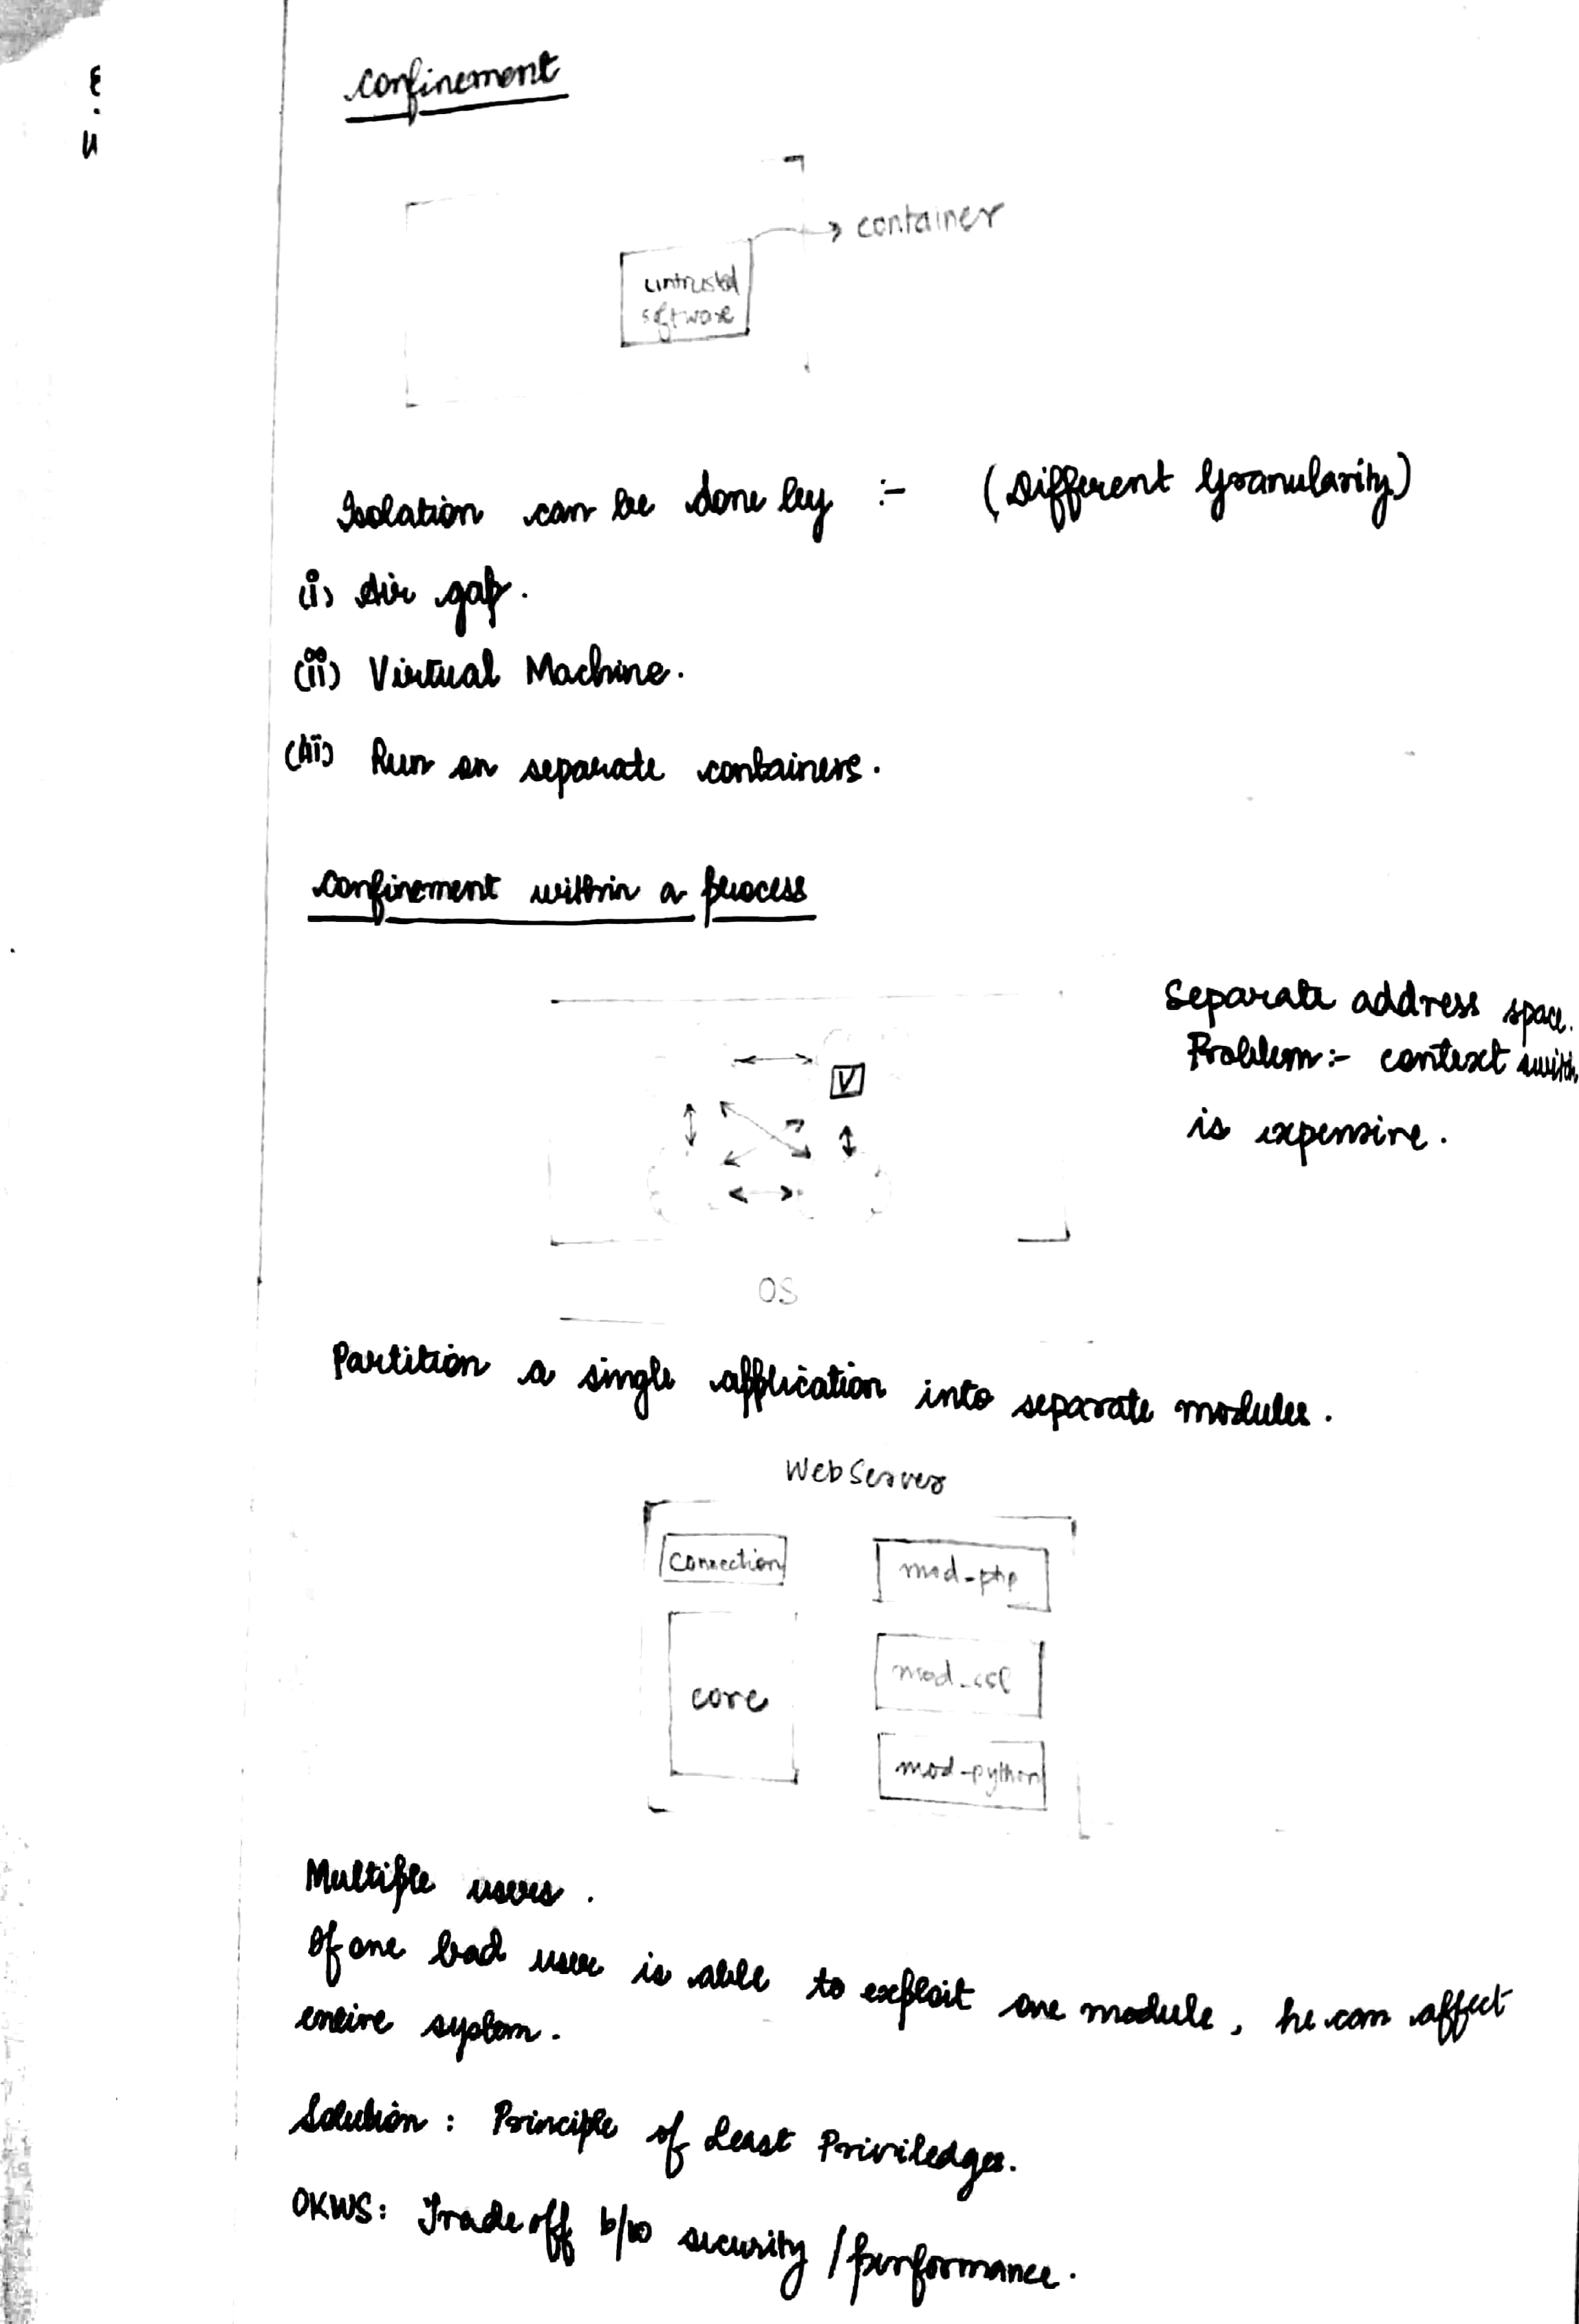 confinement
container
untrusted
software
Isolation can be done by :- (Different Granularity)
(i) Air gap.
(ii) Virtual Machine.
(iii) Run on separate containers.
confinement within a process
Separate address space.
Problem :- context switch
is expensive.
V
OS
Partition a single application into separate modules.
WebServer
Connection
mod-php
core
mod_ssl
mod-python
Multiple users.
If one bad user is able to exploit one module, he can affect
entire system.
Solution : Principle of Least Priviledges.
OKWS: Trade off b/w security / performance.